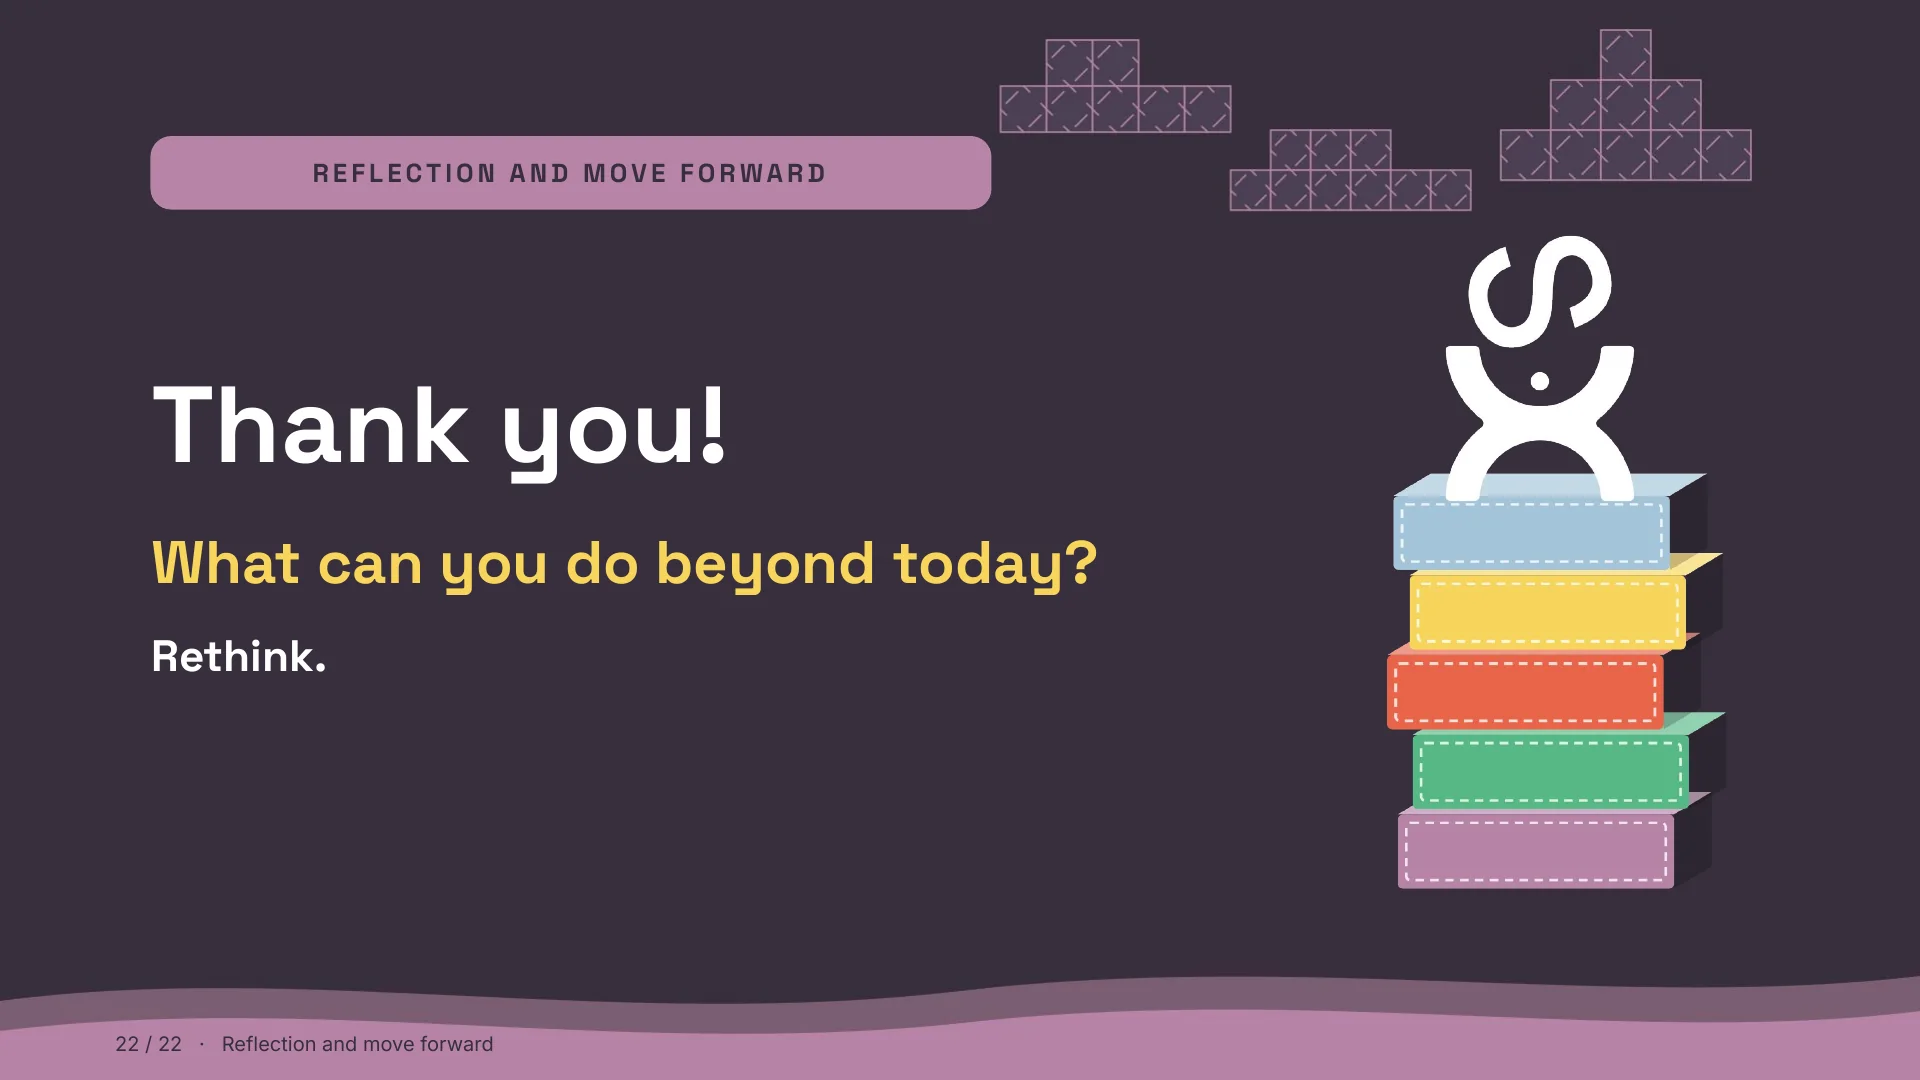 REFLECTION AND MOVE FORWARD
Thank you!
What can you do beyond today?
Rethink.
22 / 22 · Reflection and move forward